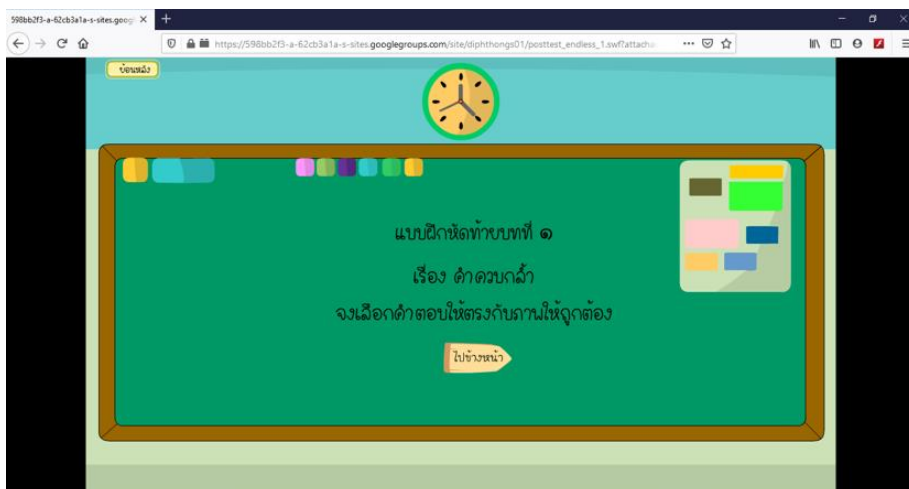 598bb2f3-a-62cb3a1a-s-sites.goog
https://598bb2f3-a-62cb3a1a-s-sites.googlegroups.com/site/diphthongs01/posttest_endless_1.swf?attach
ย้อนหลัง
แบบฝึกหัดท้ายบทที่ ๑
เรื่อง คำควบกล้ำ
จงเลือกคำตอบให้ตรงกับภาพให้ถูกต้อง
ไปข้างหน้า